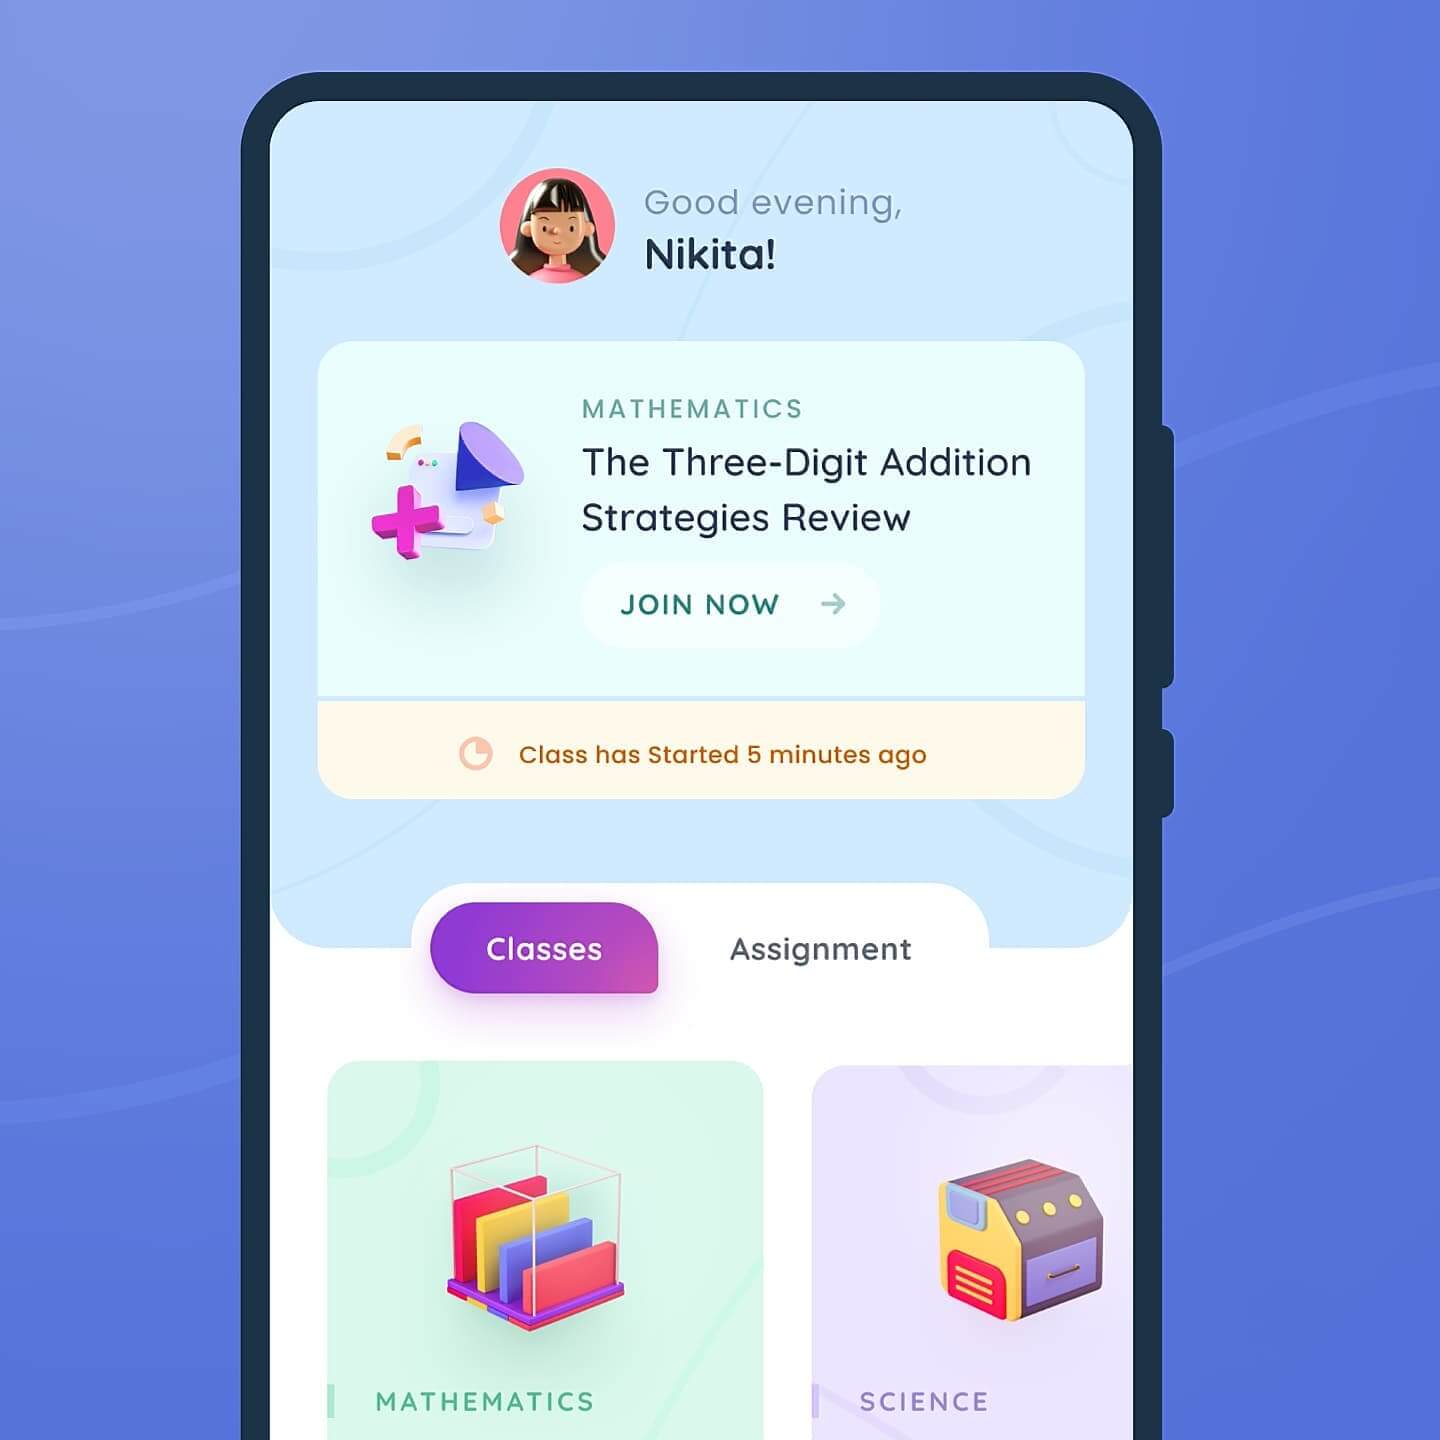 Good evening,
Nikita!
MATHEMATICS
The Three-Digit Addition
Strategies Review
JOIN NOW
Class has Started 5 minutes ago
Classes
Assignment
MATHEMATICS
SCIENCE